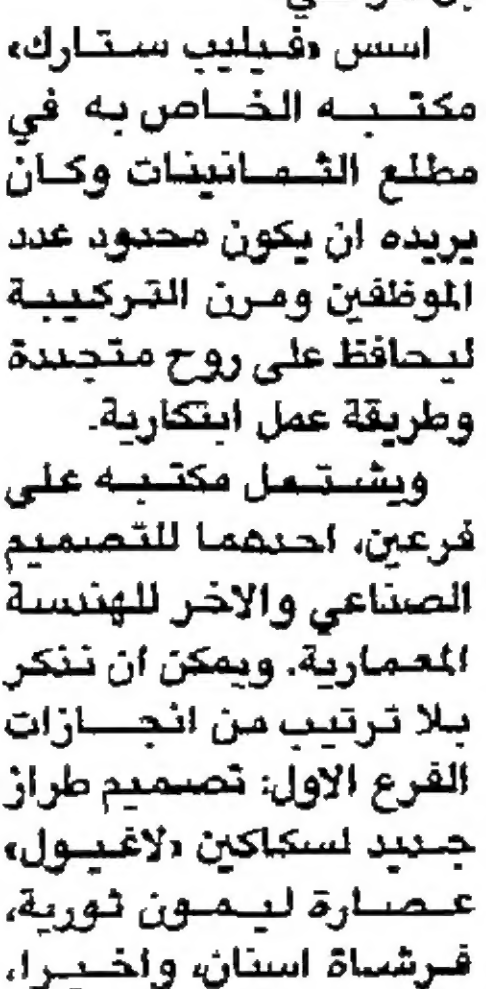 اسس «فيليب ستارك»
مكتبه الخاص به في
مطلع الثمانينات وكان
يريده ان يكون محدود عدد
الموظفين ومرن التركيبة
ليحافظ على روح متجددة
وطريقة عمل ابتكارية.
ويشتمل مكتبه على
فرعين، احدهما للتصميم
الصناعي والاخر للهندسة
المعمارية. ويمكن ان نذكر
بلا ترتيب من انجازات
الفرع الاول: تصميم طراز
جديد لسكاكين «لاغيول»
عصارة ليمون ثورية،
فرشاة اسنان، واخيرا،